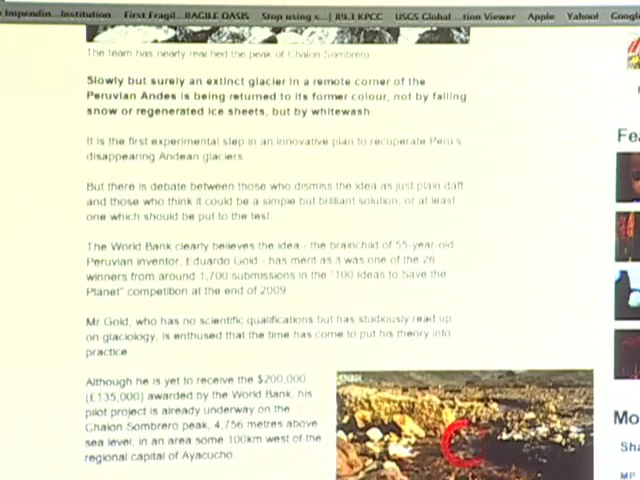 Impendin... Institution First Fragil...RAGILE OASIS Stop using s...| 89.3 KPCC USGS Global ...tion Viewer Apple Yahoo! Googl
The team has nearly reached the peak of Chalon Sombrero
Slowly but surely an extinct glacier in a remote corner of the
Peruvian Andes is being returned to its former colour, not by falling
snow or regenerated ice sheets, but by whitewash.
It is the first experimental step in an innovative plan to recuperate Peru's
disappearing Andean glaciers.
But there is debate between those who dismiss the idea as just plain daft
and those who think it could be a simple but brilliant solution, or at least
one which should be put to the test.
The World Bank clearly believes the idea - the brainchild of 55-year-old
Peruvian inventor, Eduardo Gold - has merit as it was one of the 26
winners from around 1,700 submissions in the "100 Ideas to Save the
Planet" competition at the end of 2009.
Mr Gold, who has no scientific qualifications but has studiously read up
on glaciology, is enthused that the time has come to put his theory into
practice.
Although he is yet to receive the $200,000
(£135,000) awarded by the World Bank, his
pilot project is already underway on the
Chalon Sombrero peak, 4,756 metres above
sea level, in an area some 100km west of the
regional capital of Ayacucho.
Fea
Mo
Sha
MP